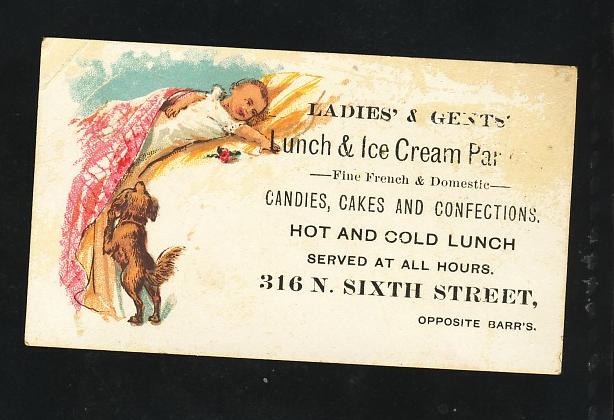 LADIES' & GENTS'
Lunch & Ice Cream Par
Fine French & Domestic
CANDIES, CAKES AND CONFECTIONS.
HOT AND COLD LUNCH
SERVED AT ALL HOURS.
316 N. SIXTH STREET,
OPPOSITE BARR'S.